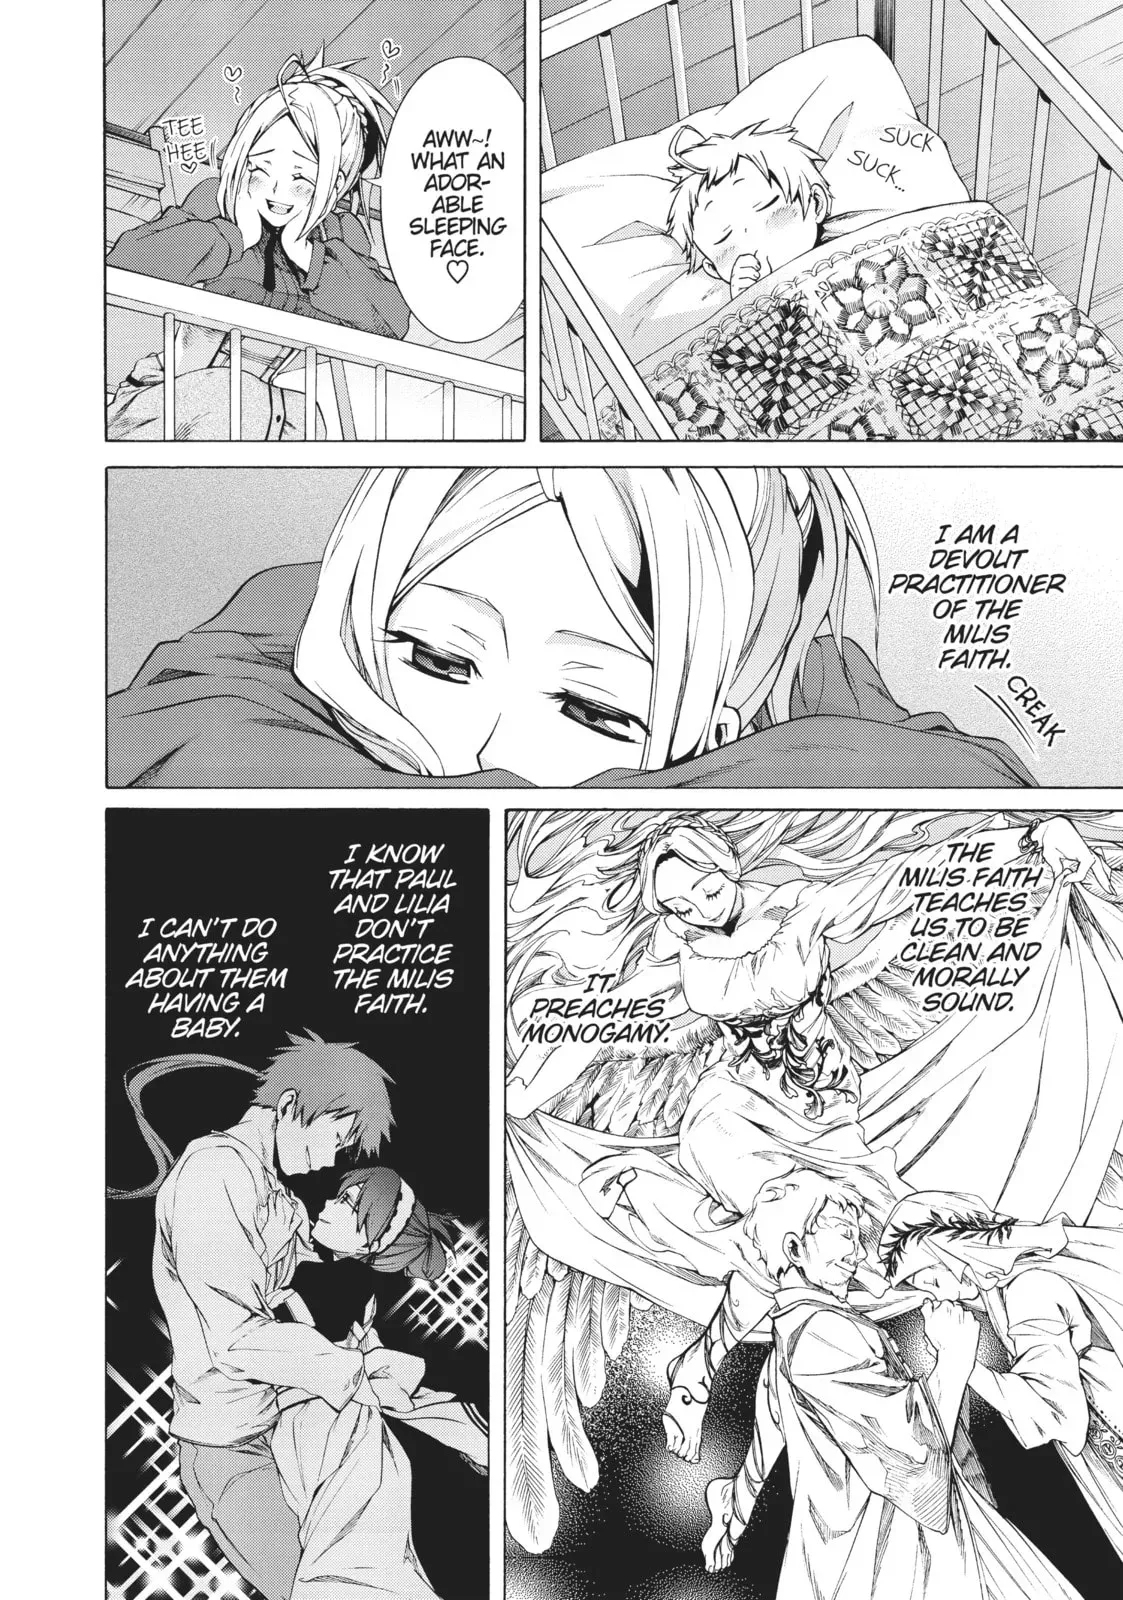 SUCK
SUCK...
AWW~!
WHAT AN
ADOR-
ABLE
SLEEPING
FACE.
♡
TEE
HEE♡
I AM A
DEVOUT
PRACTITIONER
OF THE
MILIS
FAITH.
CREAK
THE
MILIS FAITH
TEACHES
US TO BE
CLEAN AND
MORALLY
SOUND.
IT
PREACHES
MONOGAMY.
I KNOW
THAT PAUL
AND LILIA
DON'T
PRACTICE
THE MILIS
FAITH.
I CAN'T DO
ANYTHING
ABOUT THEM
HAVING A
BABY.